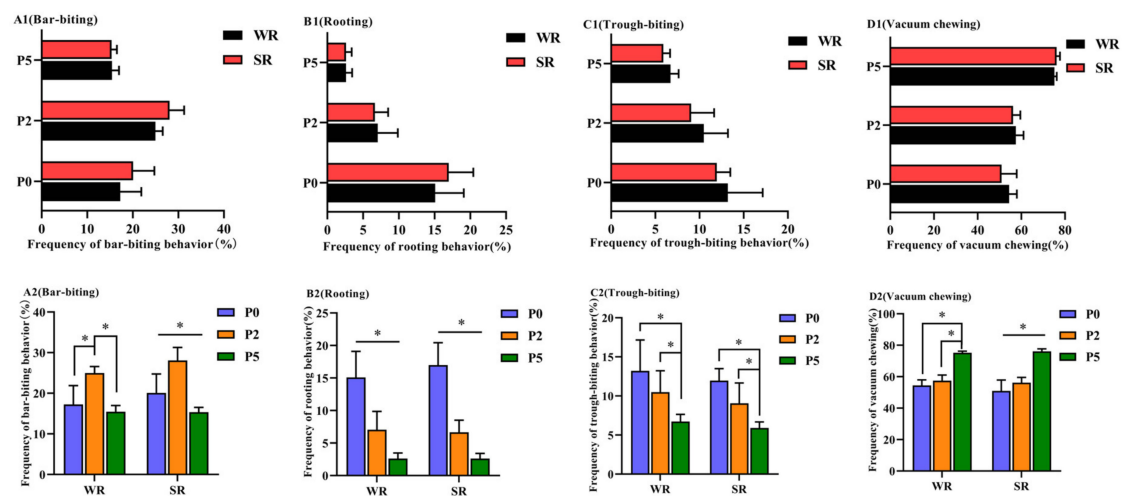 A1(Bar-biting)
WR
SR
P5
P2
P0
0 10 20 30 40
Frequency of bar-biting behavior(%)
B1(Rooting)
WR
SR
P5
P2
P0
0 5 10 15 20 25
Frequency of rooting behavior(%)
C1(Trough-biting)
WR
SR
P5
P2
P0
0 5 10 15 20
Frequency of trough-biting behavior(%)
D1(Vacuum chewing)
WR
SR
P5
P2
P0
0 20 40 60 80
Frequency of vacuum chewing(%)
A2(Bar-biting)
Frequency of bar-biting behavior(%)
40
30
20
10
0
* * *
P0
P2
P5
WR SR
B2(Rooting)
Frequency of rooting behavior(%)
25
20
15
10
5
0
* *
P0
P2
P5
WR SR
C2(Trough-biting)
Frequency of trough-biting behavior(%)
20
15
10
5
0
*
*
*
*
P0
P2
P5
WR SR
D2(Vacuum chewing)
Frequency of vacuum chewing(%)
100
80
60
40
20
0
*
*
*
P0
P2
P5
WR SR